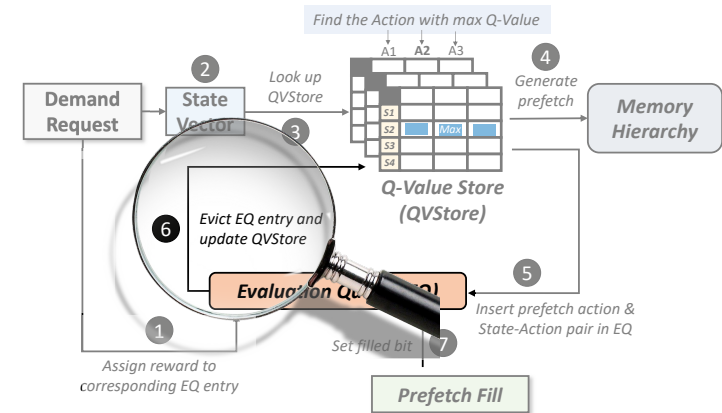 Find the Action with max Q-Value
A1 A2 A3
2
4
Look up
QVStore
Generate
prefetch
Demand
Request
State
Vector
3
S1
S2 Max
S3
S4
Memory
Hierarchy
Q-Value Store
(QVStore)
6
Evict EQ entry and
update QVStore
5
Evaluation
Insert prefetch action &
State-Action pair in EQ
1
Set filled bit
7
Assign reward to
corresponding EQ entry
Prefetch Fill